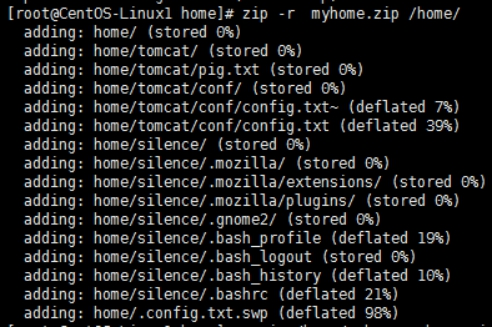 [root@CentOS-Linux1 home]# zip -r  myhome.zip /home/
  adding: home/ (stored 0%)
  adding: home/tomcat/ (stored 0%)
  adding: home/tomcat/pig.txt (stored 0%)
  adding: home/tomcat/conf/ (stored 0%)
  adding: home/tomcat/conf/config.txt~ (deflated 7%)
  adding: home/tomcat/conf/config.txt (deflated 39%)
  adding: home/silence/ (stored 0%)
  adding: home/silence/.mozilla/ (stored 0%)
  adding: home/silence/.mozilla/extensions/ (stored 0%)
  adding: home/silence/.mozilla/plugins/ (stored 0%)
  adding: home/silence/.gnome2/ (stored 0%)
  adding: home/silence/.bash_profile (deflated 19%)
  adding: home/silence/.bash_logout (stored 0%)
  adding: home/silence/.bash_history (deflated 10%)
  adding: home/silence/.bashrc (deflated 21%)
  adding: home/.config.txt.swp (deflated 98%)